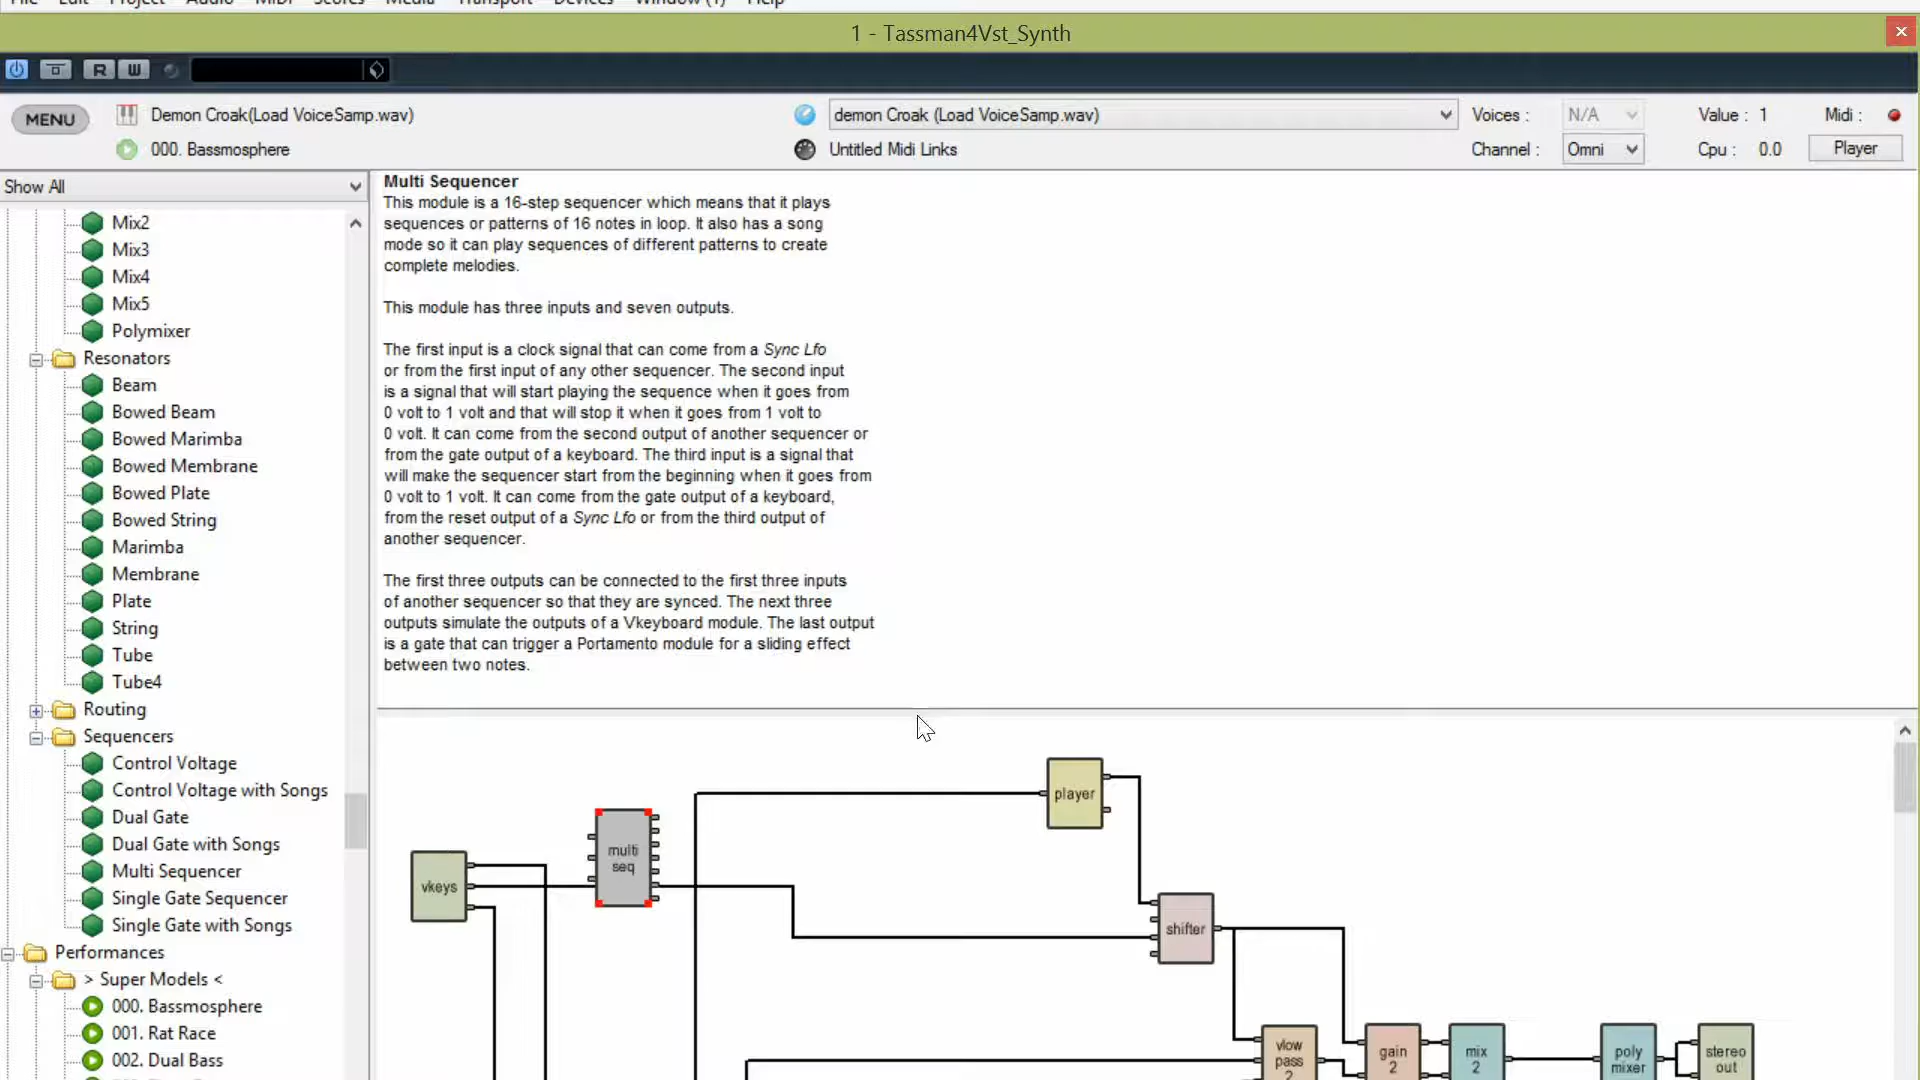 File Edit Project Audio MIDI Scores Media Transport Devices Window (1) Help
1 - Tassman4Vst_Synth
R W
MENU
Demon Croak(Load VoiceSamp.wav)
demon Croak (Load VoiceSamp.wav)
Voices : N/A
Value : 1
Midi :
000. Bassmosphere
Untitled Midi Links
Channel : Omni
Cpu : 0.0
Player
Show All
Mix2
Mix3
Mix4
Mix5
Polymixer
Resonators
Beam
Bowed Beam
Bowed Marimba
Bowed Membrane
Bowed Plate
Bowed String
Marimba
Membrane
Plate
String
Tube
Tube4
Routing
Sequencers
Control Voltage
Control Voltage with Songs
Dual Gate
Dual Gate with Songs
Multi Sequencer
Single Gate Sequencer
Single Gate with Songs
Performances
> Super Models <
000. Bassmosphere
001. Rat Race
002. Dual Bass
Multi Sequencer
This module is a 16-step sequencer which means that it plays
sequences or patterns of 16 notes in loop. It also has a song
mode so it can play sequences of different patterns to create
complete melodies.
This module has three inputs and seven outputs.
The first input is a clock signal that can come from a Sync Lfo
or from the first input of any other sequencer. The second input
is a signal that will start playing the sequence when it goes from
0 volt to 1 volt and that will stop it when it goes from 1 volt to
0 volt. It can come from the second output of another sequencer or
from the gate output of a keyboard. The third input is a signal that
will make the sequencer start from the beginning when it goes from
0 volt to 1 volt. It can come from the gate output of a keyboard,
from the reset output of a Sync Lfo or from the third output of
another sequencer.
The first three outputs can be connected to the first three inputs
of another sequencer so that they are synced. The next three
outputs simulate the outputs of a Vkeyboard module. The last output
is a gate that can trigger a Portamento module for a sliding effect
between two notes.
player
multi
seq
vkeys
shifter
vlow
pass
2
gain
2
mix
2
poly
mixer
stereo
out